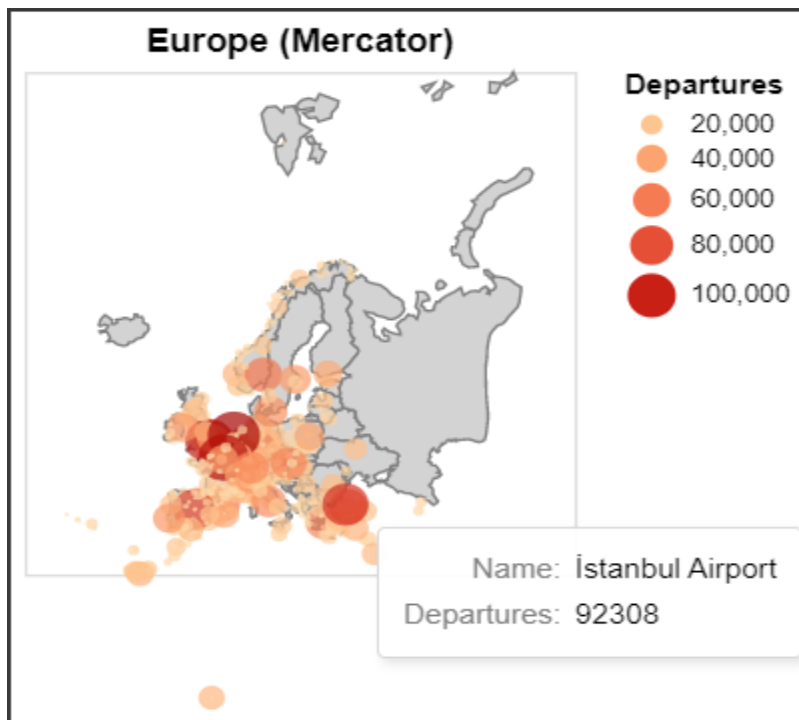 Europe (Mercator)
Departures
20,000
40,000
60,000
80,000
100,000
Name: İstanbul Airport
Departures: 92308